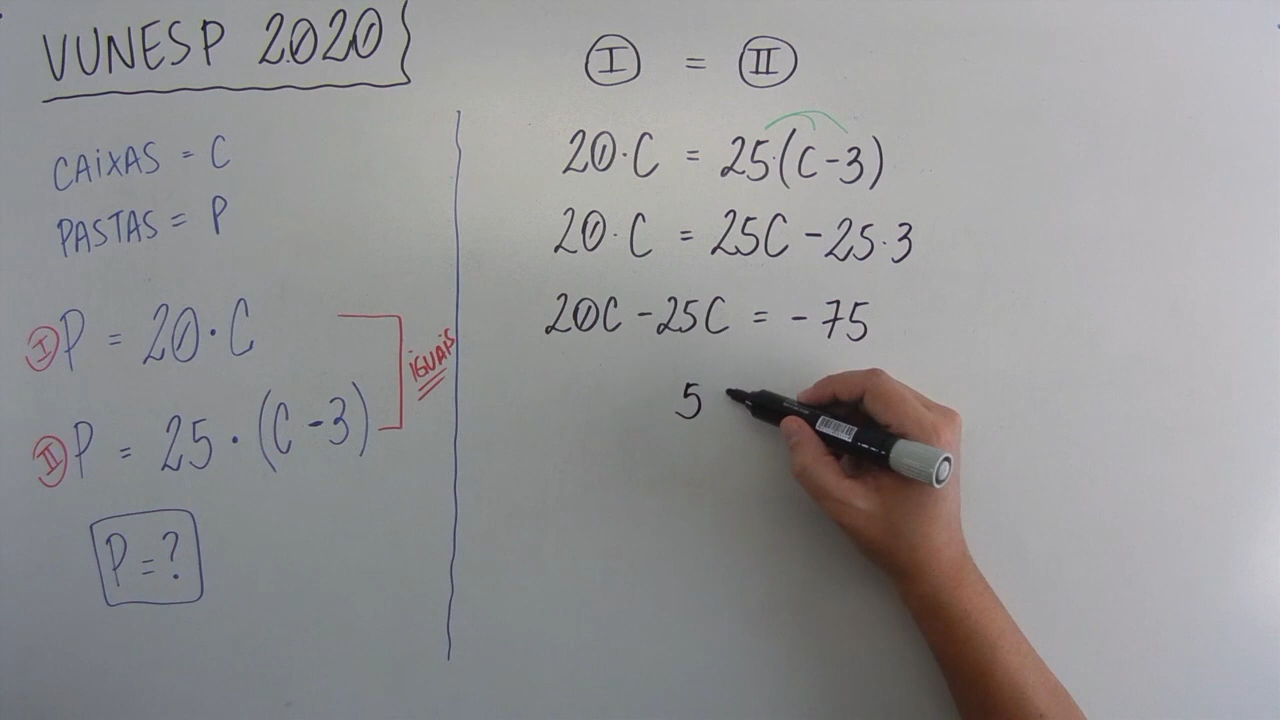 VUNESP 2020
CAIXAS = C
PASTAS = P
I P = 20·C
IGUAIS
II P = 25·(C-3)
P=?
I = II
20·C = 25·(C-3)
20·C = 25C - 25·3
20C - 25C = -75
5